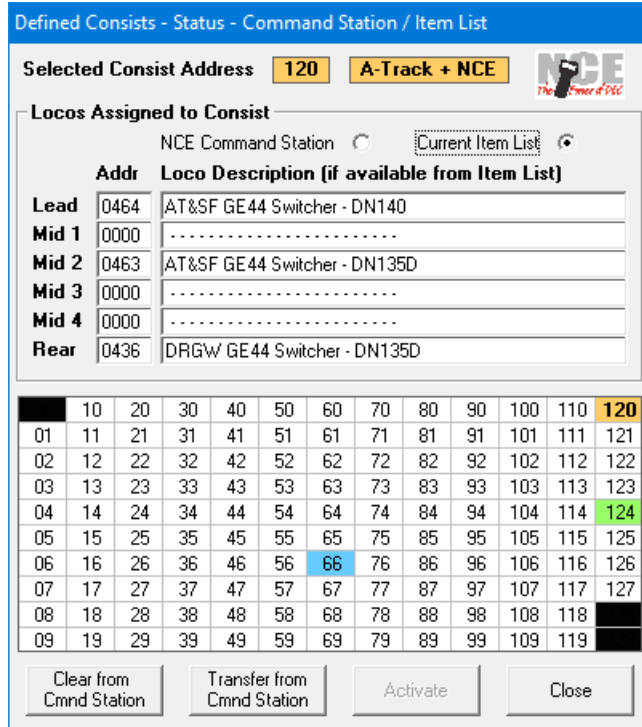 Defined Consists - Status - Command Station / Item List
Selected Consist Address 120 A-Track + NCE
NCE
The Power of DCC
Locos Assigned to Consist
NCE Command Station Current Item List
Addr Loco Description (if available from Item List)
Lead 0464 AT&SF GE44 Switcher - DN140
Mid 1 0000 - - - - - - - - - - - - - - - - - - - - - - - -
Mid 2 0463 AT&SF GE44 Switcher - DN135D
Mid 3 0000 - - - - - - - - - - - - - - - - - - - - - - - -
Mid 4 0000 - - - - - - - - - - - - - - - - - - - - - - - -
Rear 0436 DRGW GE44 Switcher - DN135D
10 20 30 40 50 60 70 80 90 100 110 120
01 11 21 31 41 51 61 71 81 91 101 111 121
02 12 22 32 42 52 62 72 82 92 102 112 122
03 13 23 33 43 53 63 73 83 93 103 113 123
04 14 24 34 44 54 64 74 84 94 104 114 124
05 15 25 35 45 55 65 75 85 95 105 115 125
06 16 26 36 46 56 66 76 86 96 106 116 126
07 17 27 37 47 57 67 77 87 97 107 117 127
08 18 28 38 48 58 68 78 88 98 108 118
09 19 29 39 49 59 69 79 89 99 109 119
Clear from Cmnd Station
Transfer from Cmnd Station
Activate
Close